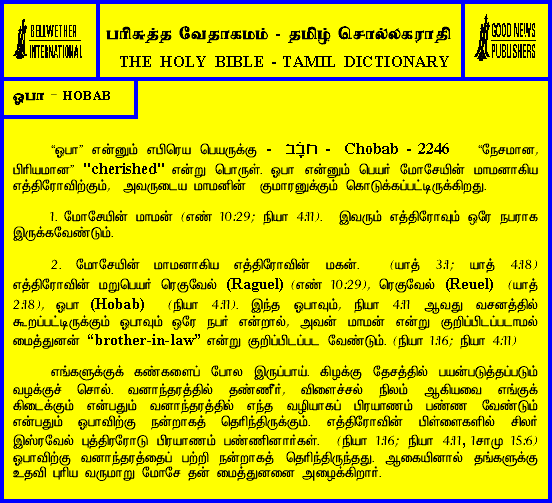 BELLWETHER
INTERNATIONAL
பரிசுத்த வேதாகமம் - தமிழ் சொல்லகராதி
THE HOLY BIBLE - TAMIL DICTIONARY
GOOD NEWS
PUBLISHERS
ஓபா – HOBAB
“ஓபா” என்னும் எபிரெய பெயருக்கு - חֹבָב - Chobab - 2246 “நேசமான,
பிரியமான” "cherished" என்று பொருள். ஓபா என்னும் பெயர் மோசேயின் மாமனாகிய
எத்திரோவிற்கும், அவருடைய மாமனின் குமாரனுக்கும் கொடுக்கப்பட்டிருக்கிறது.
1. மோசேயின் மாமன் (எண் 10:29; நியா 4:11). இவரும் எத்திரோவும் ஒரே நபராக
இருக்கவேண்டும்.
2. மோசேயின் மாமனாகிய எத்திரோவின் மகன். (யாத் 3:1; யாத் 4:18)
எத்திரோவின் மறுபெயர் ரெகுவேல் (Raguel) (எண் 10:29), ரெகுவேல் (Reuel) (யாத்
2:18), ஓபா (Hobab) (நியா 4:11). இந்த ஓபாவும், நியா 4:11 ஆவது வசனத்தில்
கூறப்பட்டிருக்கும் ஓபாவும் ஒரே நபர் என்றால், அவன் மாமன் என்று குறிப்பிடப்படாமல்
மைத்துனன் “brother-in-law” என்று குறிப்பிடப்பட வேண்டும். (நியா 1:16; நியா 4:11)
எங்களுக்குக் கண்களைப் போல இருப்பாய். கிழக்கு தேசத்தில் பயன்படுத்தப்படும்
வழக்குச் சொல். வனாந்தரத்தில் தண்ணீர், விளைச்சல் நிலம் ஆகியவை எங்குக்
கிடைக்கும் என்பதும் வனாந்தரத்தில் எந்த வழியாகப் பிரயாணம் பண்ண வேண்டும்
என்பதும் ஓபாவிற்கு நன்றாகத் தெரிந்திருக்கும். எத்திரோவின் பிள்ளைகளில் சிலர்
இஸ்ரவேல் புத்திரரோடு பிரயாணம் பண்ணினார்கள். (நியா 1:16; நியா 4:11, 1சாமு 15:6)
ஓபாவிற்கு வனாந்தரத்தைப் பற்றி நன்றாகத் தெரிந்திருந்தது. ஆகையினால் தங்களுக்கு
உதவி புரிய வருமாறு மோசே தன் மைத்துனனை அழைக்கிறார்.